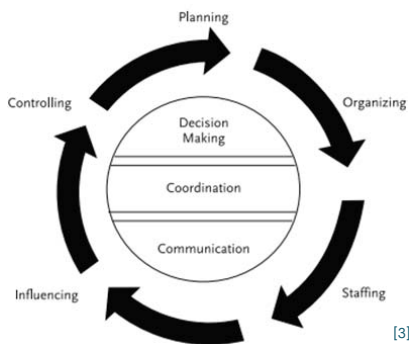 Planning
Controlling
Organizing
Decision
Making
Coordination
Communication
Influencing
Staffing
[3]